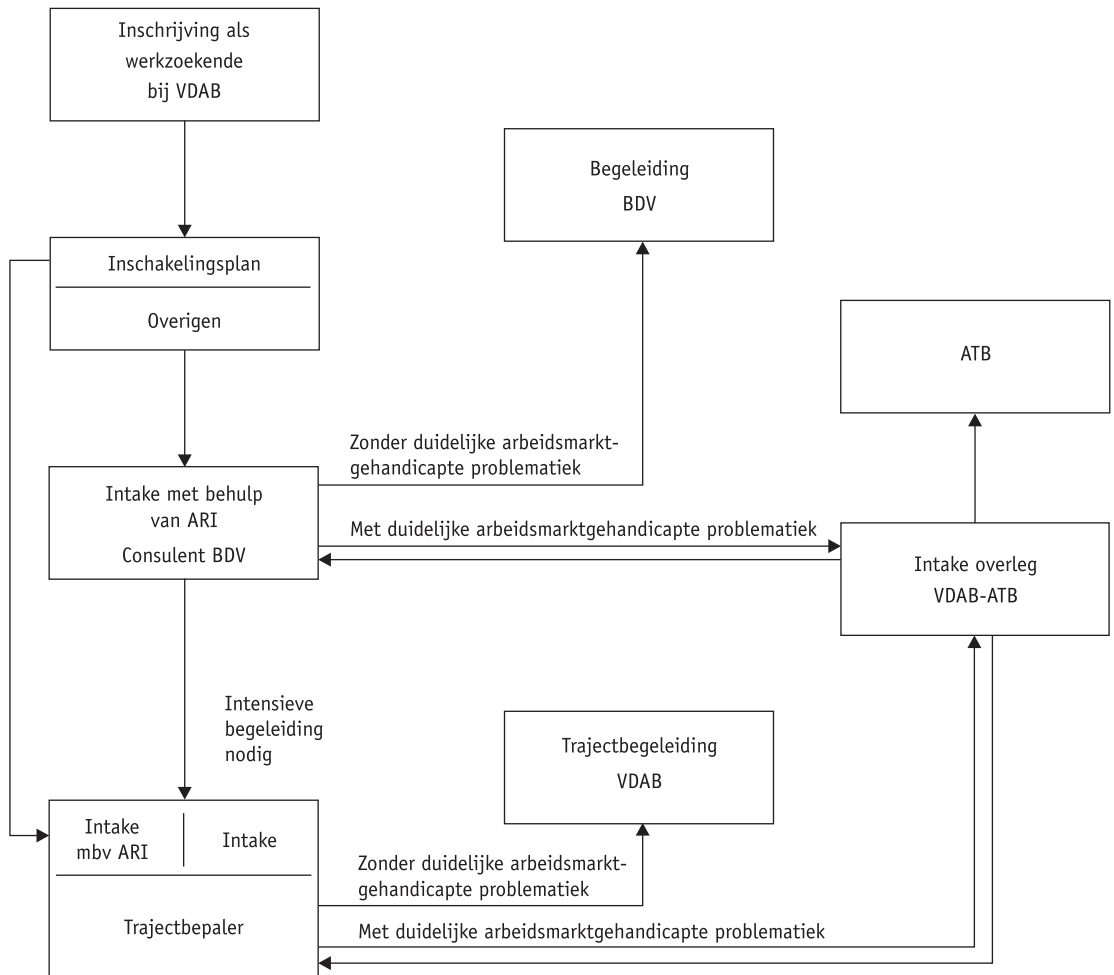 Inschrijving als
werkzoekende
bij VDAB
Begeleiding
BDV
Inschakelingsplan
Overigen
ATB
Zonder duidelijke arbeidsmarkt-
gehandicapte problematiek
Intake met behulp
van ARI
Consulent BDV
Met duidelijke arbeidsmarktgehandicapte problematiek
Intake overleg
VDAB-ATB
Intensieve
begeleiding
nodig
Trajectbegeleiding
VDAB
Intake
mbv ARI
Intake
Zonder duidelijke arbeidsmarkt-
gehandicapte problematiek
Trajectbepaler
Met duidelijke arbeidsmarktgehandicapte problematiek